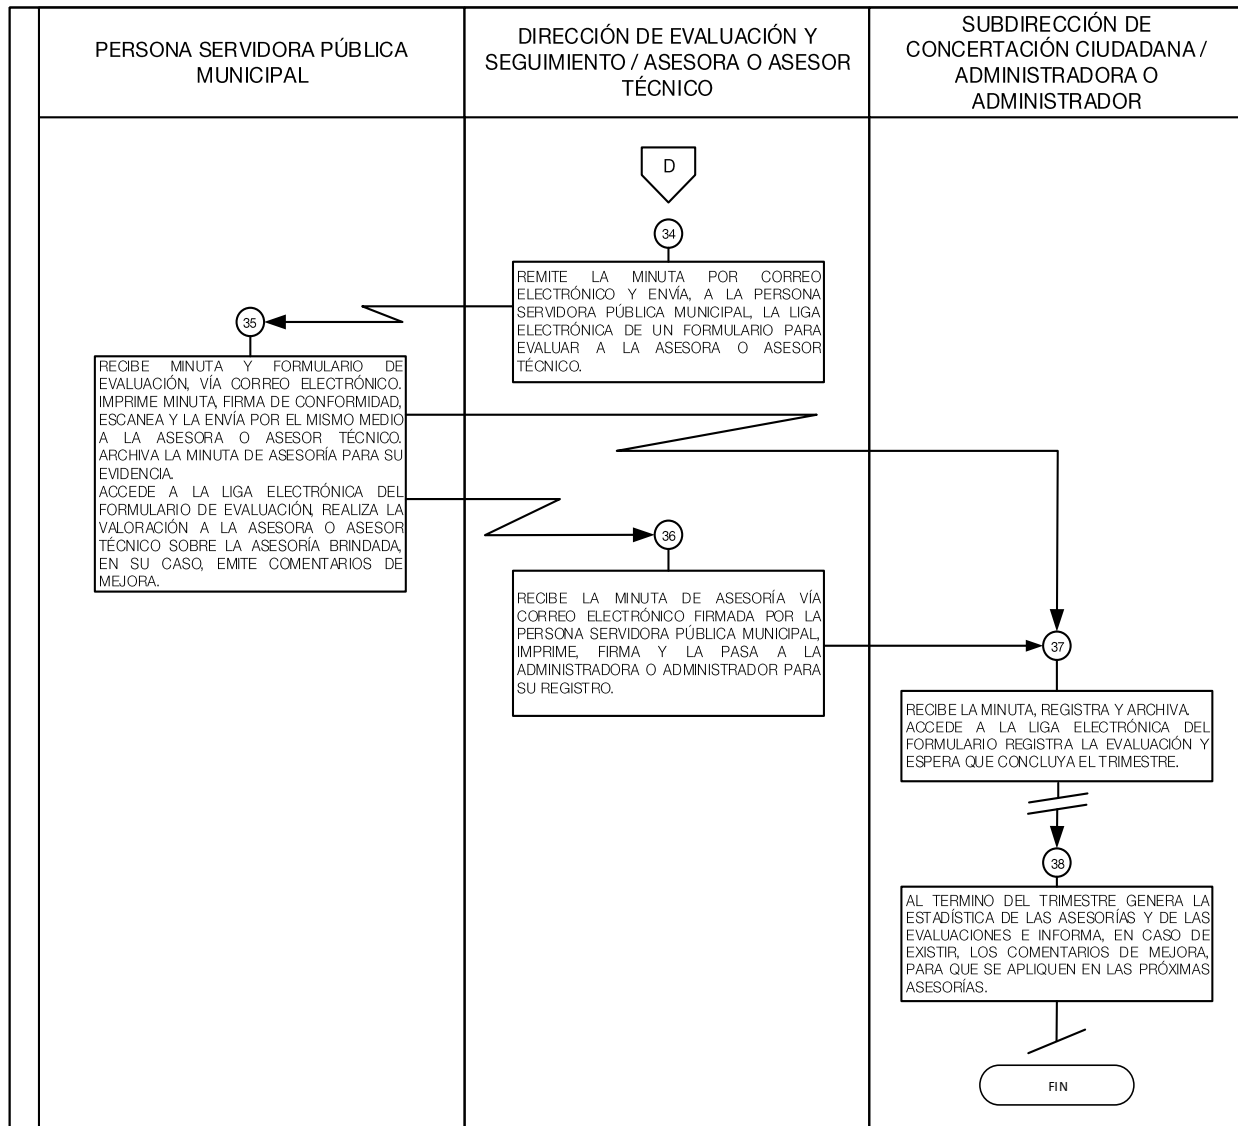 PERSONA SERVIDORA PÚBLICA
MUNICIPAL
DIRECCIÓN DE EVALUACIÓN Y
SEGUIMIENTO / ASESORA O ASESOR
TÉCNICO
SUBDIRECCIÓN DE
CONCERTACIÓN CIUDADANA /
ADMINISTRADORA O
ADMINISTRADOR
D
34
REMITE LA MINUTA POR CORREO
ELECTRÓNICO Y ENVÍA, A LA PERSONA
SERVIDORA PÚBLICA MUNICIPAL, LA LIGA
ELECTRÓNICA DE UN FORMULARIO PARA
EVALUAR A LA ASESORA O ASESOR
TÉCNICO.
35
RECIBE MINUTA Y FORMULARIO DE
EVALUACIÓN, VÍA CORREO ELECTRÓNICO.
IMPRIME MINUTA, FIRMA DE CONFORMIDAD,
ESCANEA Y LA ENVÍA POR EL MISMO MEDIO
A LA ASESORA O ASESOR TÉCNICO.
ARCHIVA LA MINUTA DE ASESORÍA PARA SU
EVIDENCIA.
ACCEDE A LA LIGA ELECTRÓNICA DEL
FORMULARIO DE EVALUACIÓN, REALIZA LA
VALORACIÓN A LA ASESORA O ASESOR
TÉCNICO SOBRE LA ASESORÍA BRINDADA,
EN SU CASO, EMITE COMENTARIOS DE
MEJORA.
36
RECIBE LA MINUTA DE ASESORÍA VÍA
CORREO ELECTRÓNICO FIRMADA POR LA
PERSONA SERVIDORA PÚBLICA MUNICIPAL,
IMPRIME, FIRMA Y LA PASA A LA
ADMINISTRADORA O ADMINISTRADOR PARA
SU REGISTRO.
37
RECIBE LA MINUTA, REGISTRA Y ARCHIVA.
ACCEDE A LA LIGA ELECTRÓNICA DEL
FORMULARIO REGISTRA LA EVALUACIÓN Y
ESPERA QUE CONCLUYA EL TRIMESTRE.
38
AL TERMINO DEL TRIMESTRE GENERA LA
ESTADÍSTICA DE LAS ASESORÍAS Y DE LAS
EVALUACIONES E INFORMA, EN CASO DE
EXISTIR, LOS COMENTARIOS DE MEJORA,
PARA QUE SE APLIQUEN EN LAS PRÓXIMAS
ASESORÍAS.
FIN